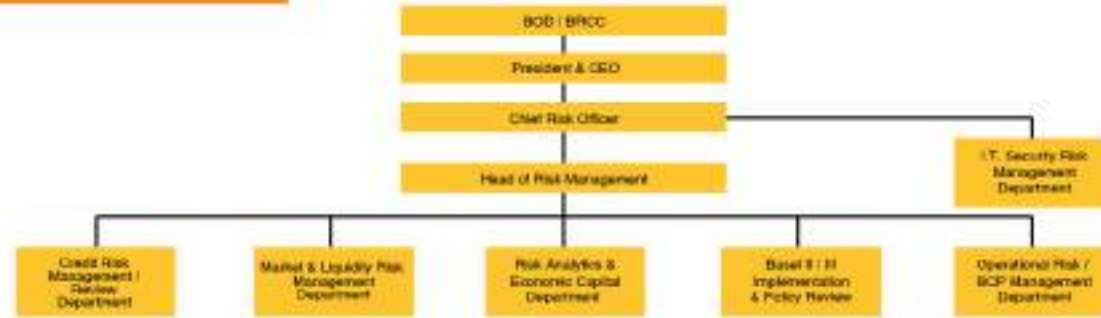 BOD / BRCC
President & CEO
Chief Risk Officer
Head of Risk Management
I.T. Security Risk
Management
Department
Credit Risk
Management /
Review
Department
Market & Liquidity Risk
Management
Department
Risk Analytics &
Economic Capital
Department
Basel II / III
Implementation
& Policy Review
Operational Risk /
BCP Management
Department